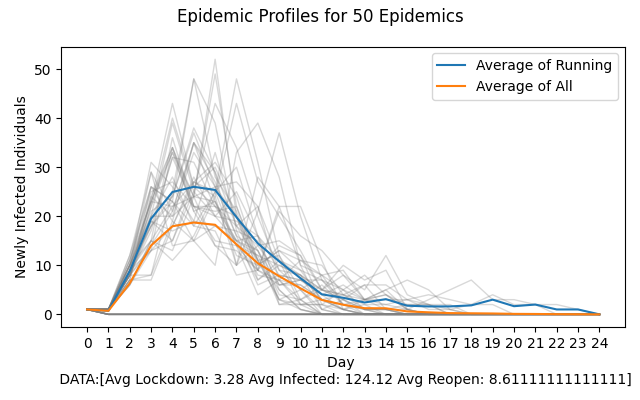 Epidemic Profiles for 50 Epidemics
Newly Infected Individuals
50
40
30
20
10
0
Average of Running
Average of All
0 1 2 3 4 5 6 7 8 9 10 11 12 13 14 15 16 17 18 19 20 21 22 23 24
Day
DATA:[Avg Lockdown: 3.28 Avg Infected: 124.12 Avg Reopen: 8.61111111111111]